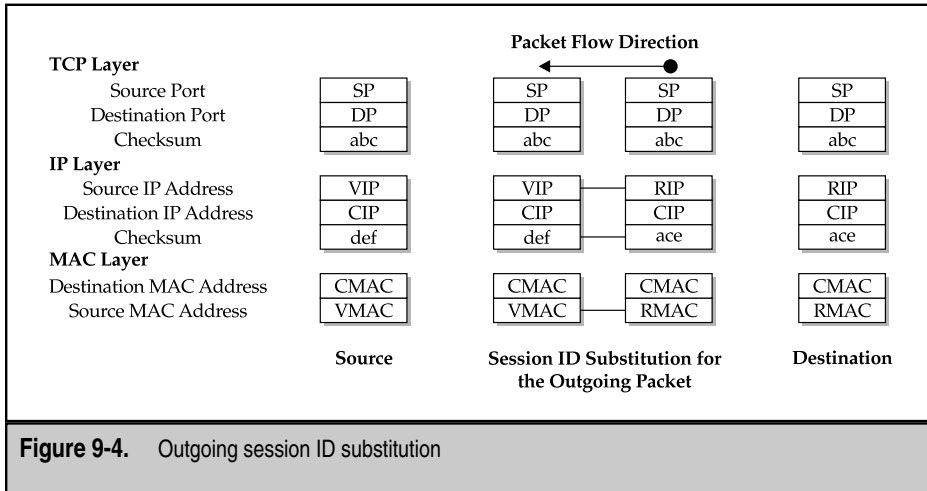 Packet Flow Direction
TCP Layer
Source Port SP SP SP SP
Destination Port DP DP DP DP
Checksum abc abc abc abc
IP Layer
Source IP Address VIP VIP RIP RIP
Destination IP Address CIP CIP CIP CIP
Checksum def def ace ace
MAC Layer
Destination MAC Address CMAC CMAC CMAC CMAC
Source MAC Address VMAC VMAC RMAC RMAC
Source Session ID Substitution for Destination
the Outgoing Packet
Figure 9-4. Outgoing session ID substitution